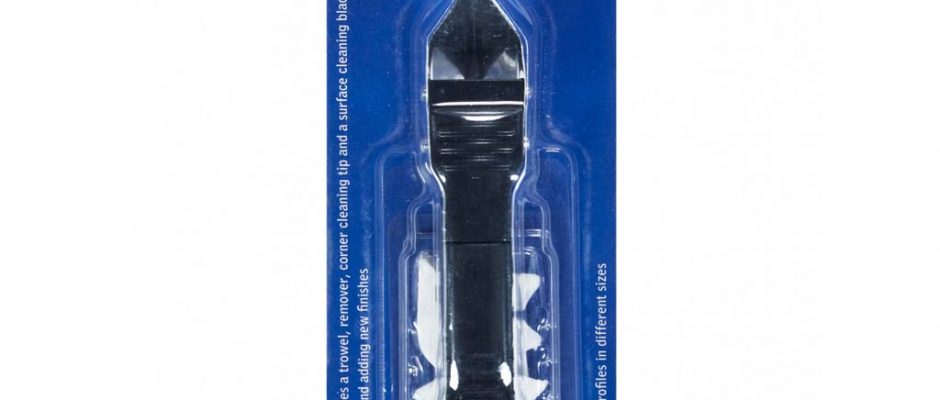 es a trowel, remover, corner cleaning tip and a surface cleaning bla
nd adding new finishes
rofiles in different sizes